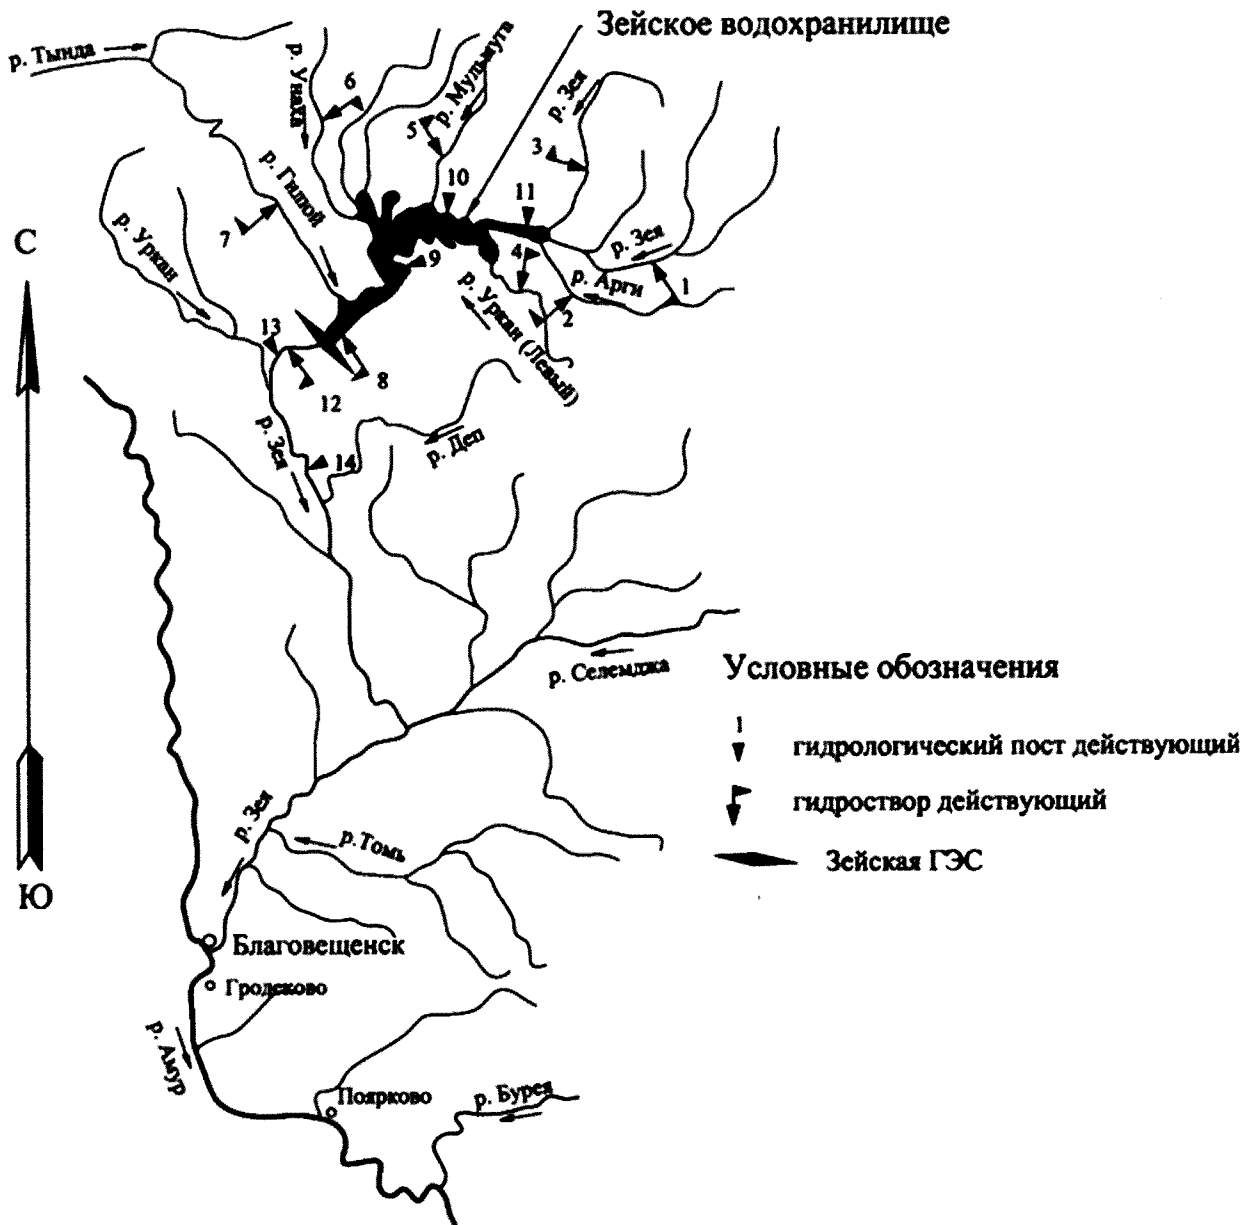 Зейское водохранилище
р. Тында
р. Унаха
6
р. Мульмуга
5
р. Зея
3
р. Гилюй
10
11
7
р. Уркан
С
9
4
р. Зея
р. Арги
1
2
р. Уркан (Левый)
13
8
12
р. Зея
14
р. Деп
р. Селемджа
Условные обозначения
1
гидрологический пост действующий
гидроствор действующий
Зейская ГЭС
р. Зея
р. Томь
Ю
Благовещенск
Гродеково
р. Амур
Поярково
р. Бурея